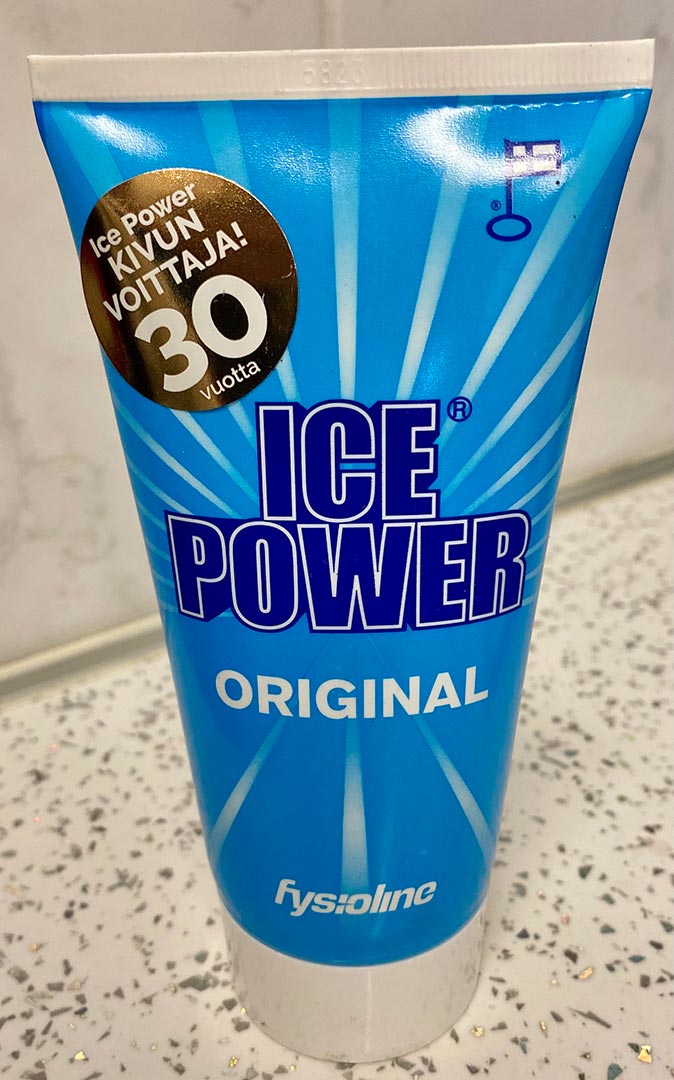 Ice Power
KIVUN
VOITTAJA!
30
vuotta
ICE®
POWER
ORIGINAL
fysioline